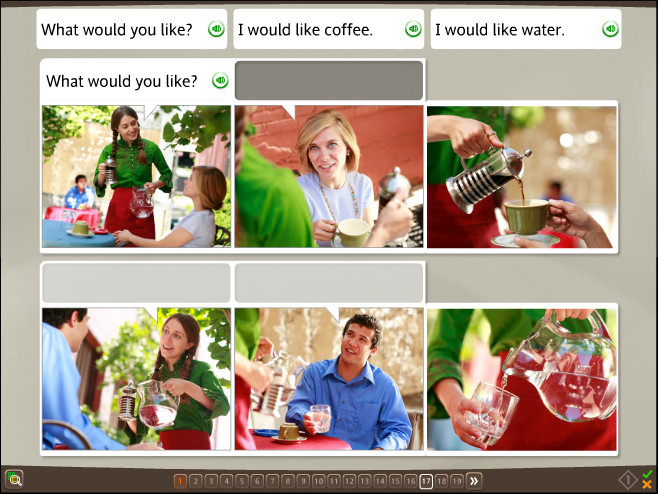 What would you like?
I would like coffee.
I would like water.
What would you like?
1 2 3 4 5 6 7 8 9 10 11 12 13 14 15 16 17 18 19 »